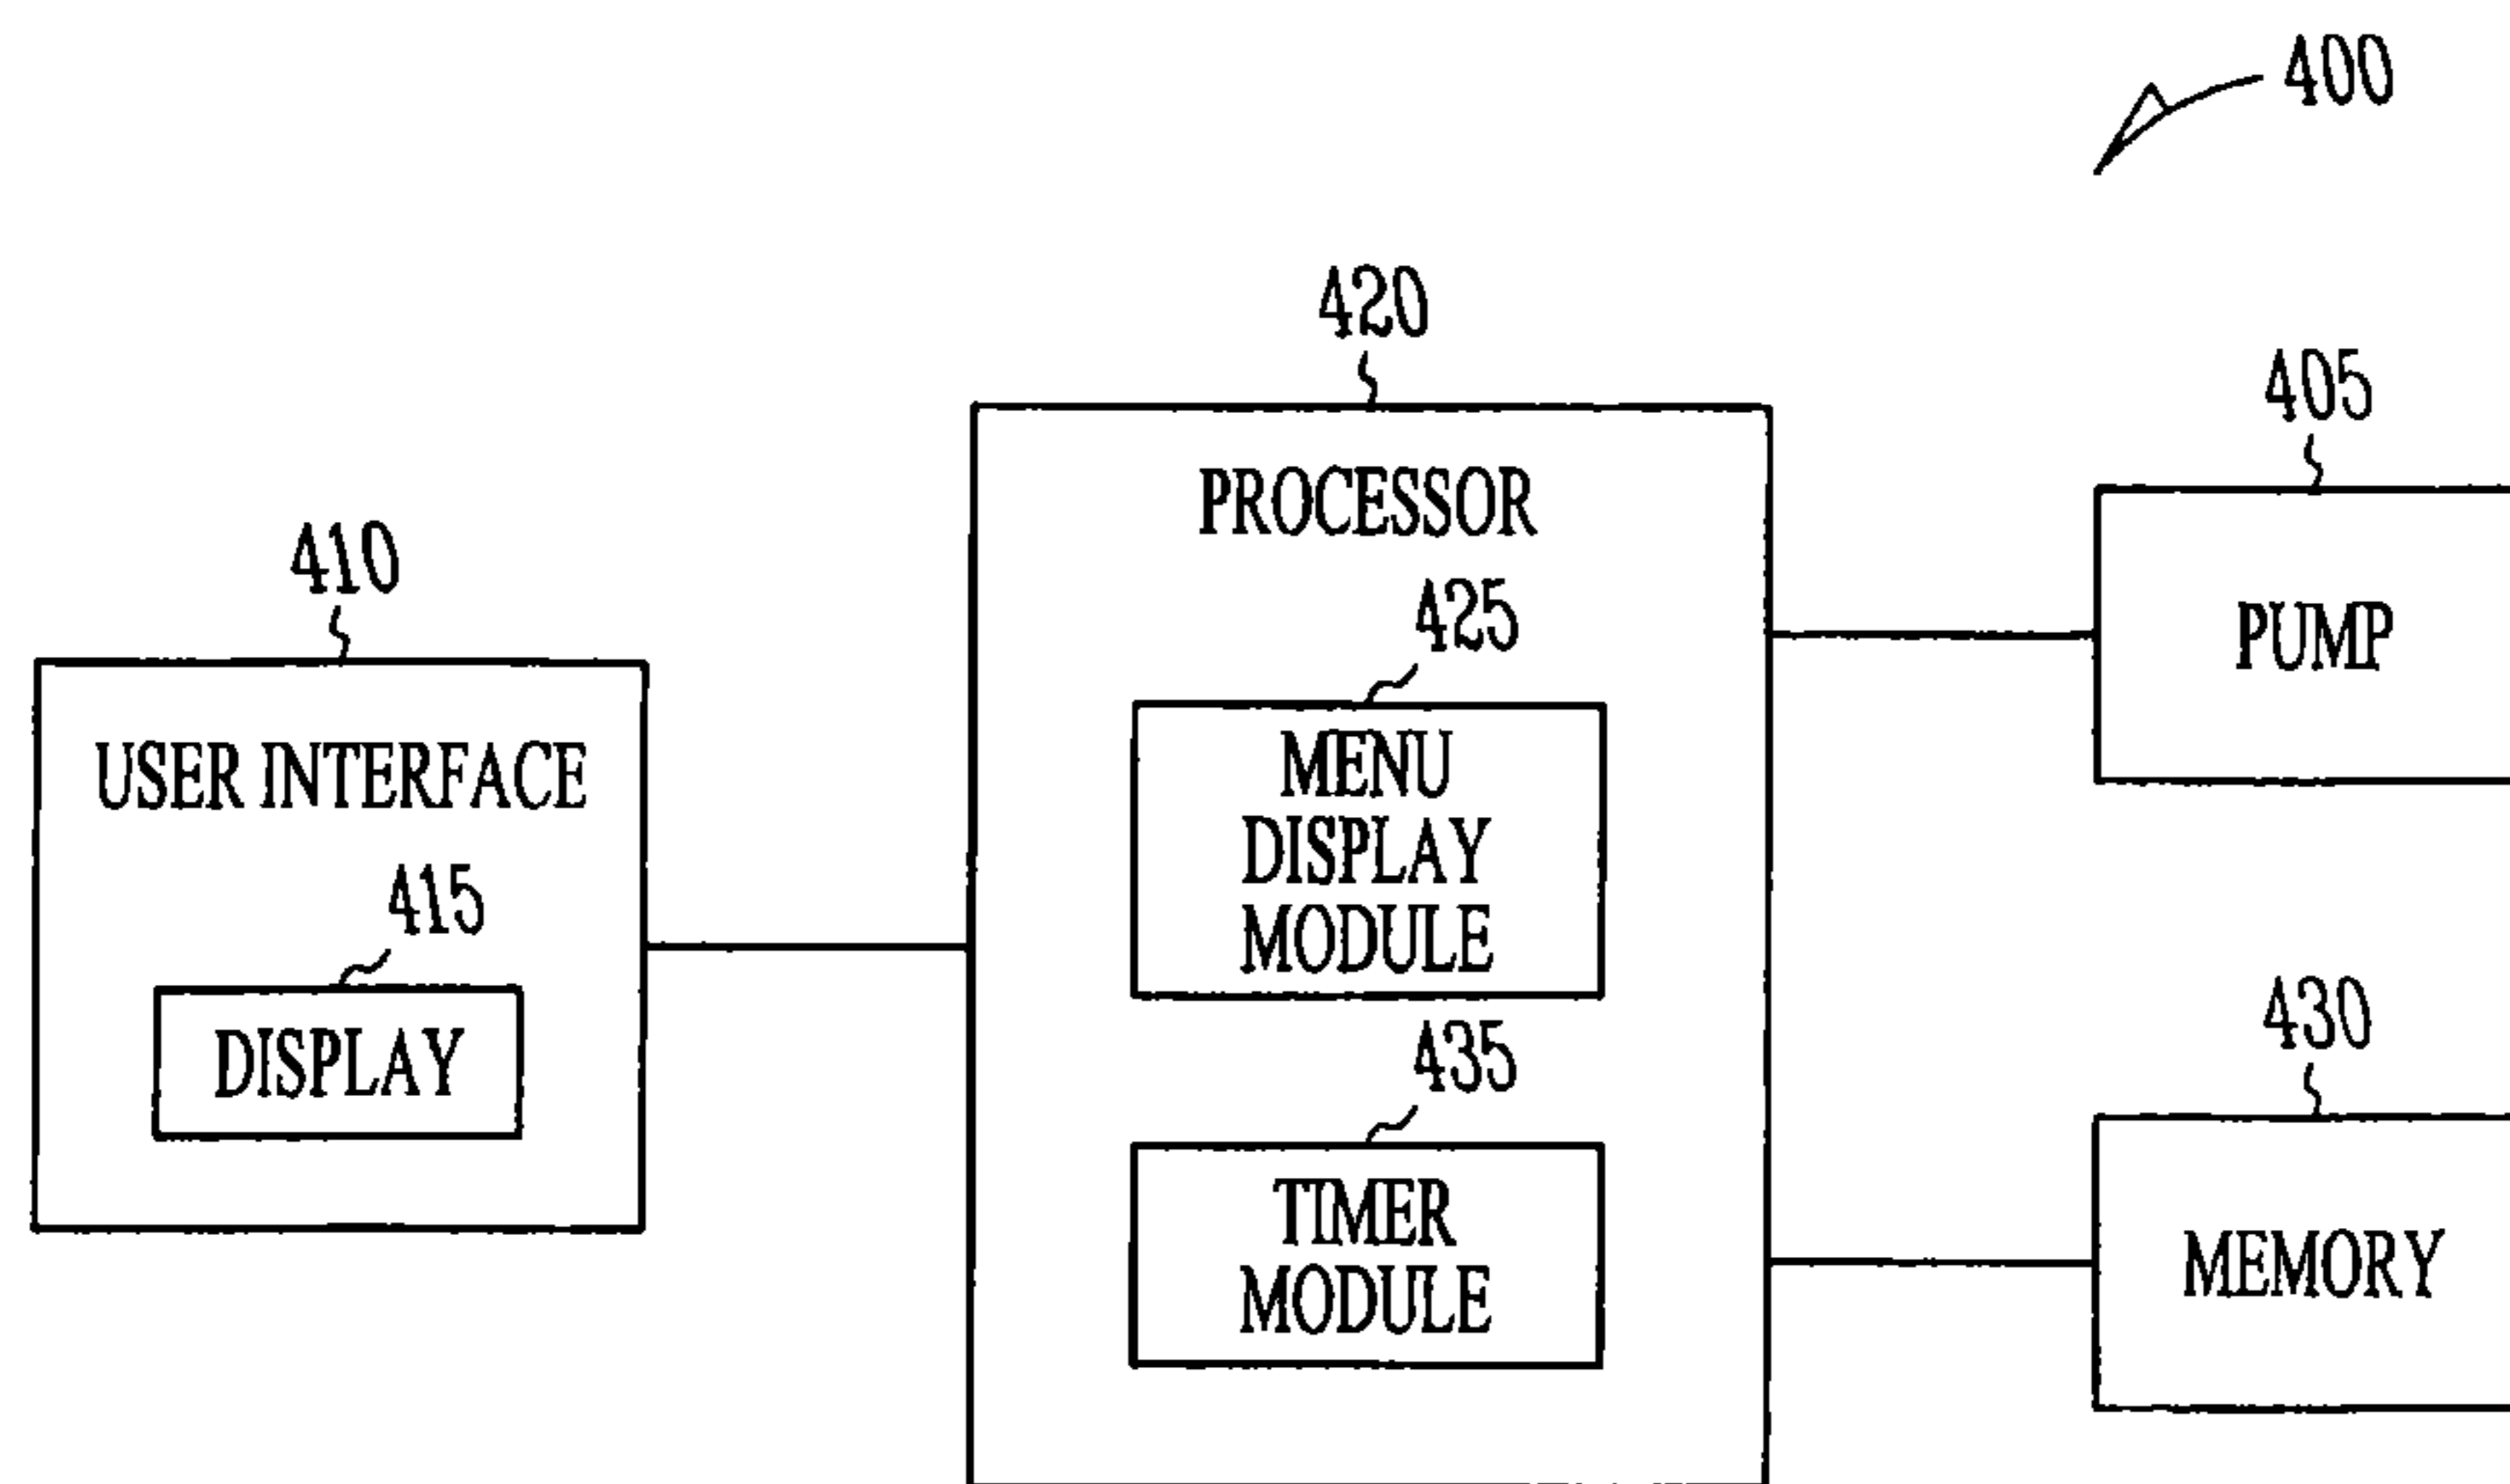 400
420
405
PROCESSOR
410
425
PUMP
USER INTERFACE
MENU
DISPLAY
MODULE
415
430
DISPLAY
435
TIMER
MODULE
MEMORY